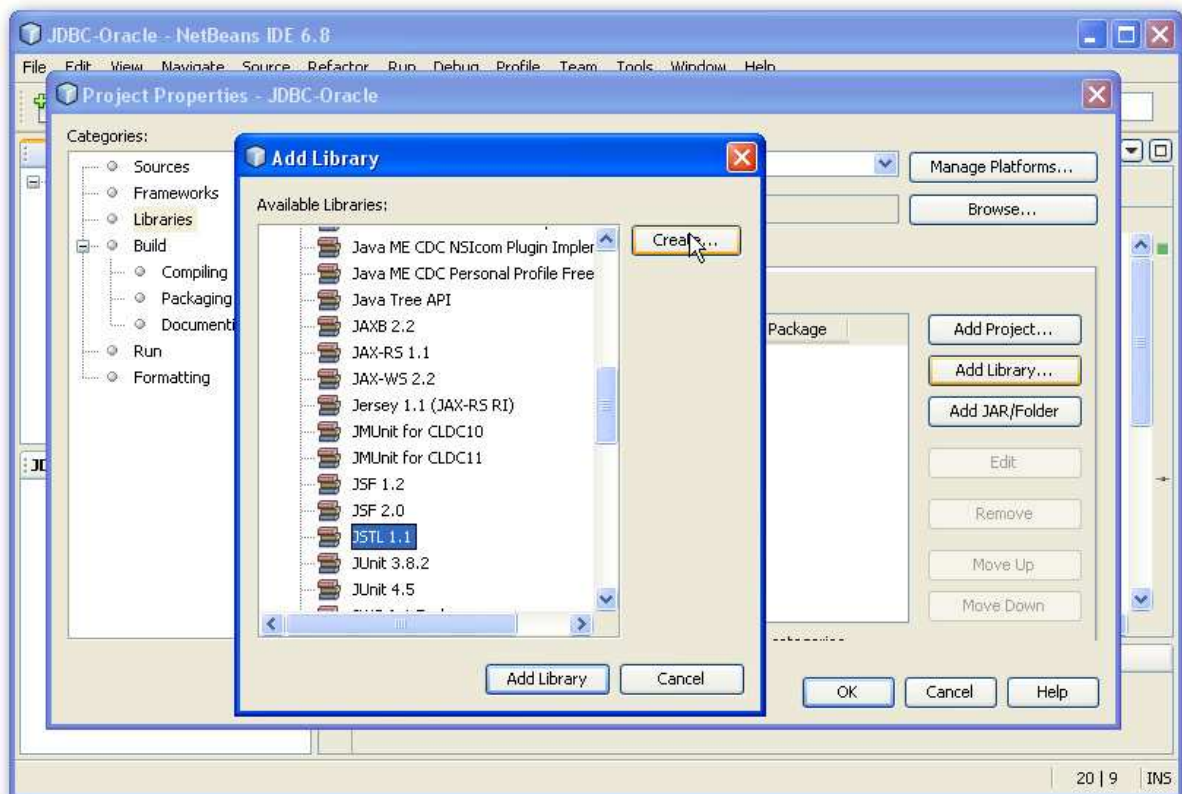 JDBC-Oracle - NetBeans IDE 6.8
File Edit View Navigate Source Refactor Run Debug Profile Team Tools Window Help
Project Properties - JDBC-Oracle
Categories:
Sources
Frameworks
Libraries
Build
Compiling
Packaging
Documenti
Run
Formatting
Add Library
Available Libraries:
Java ME CDC NSIcom Plugin Impler
Java ME CDC Personal Profile Free
Java Tree API
JAXB 2.2
JAX-RS 1.1
JAX-WS 2.2
Jersey 1.1 (JAX-RS RI)
JMUnit for CLDC10
JMUnit for CLDC11
JSF 1.2
JSF 2.0
JSTL 1.1
JUnit 3.8.2
JUnit 4.5
Create...
Add Library
Cancel
Manage Platforms...
Browse...
Package
Add Project...
Add Library...
Add JAR/Folder
Edit
Remove
Move Up
Move Down
OK
Cancel
Help
JD
20 | 9 INS